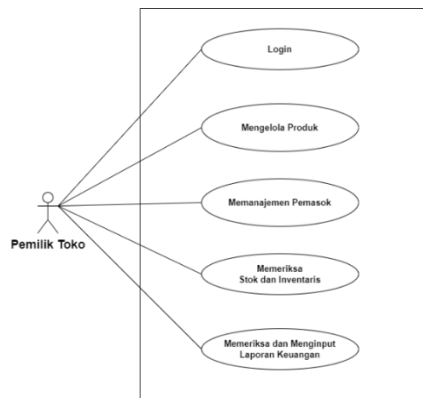 Login
Mengelola Produk
Memanajemen Pemasok
Pemilik Toko
Memeriksa
Stok dan Inventaris
Memeriksa dan Menginput
Laporan Keuangan